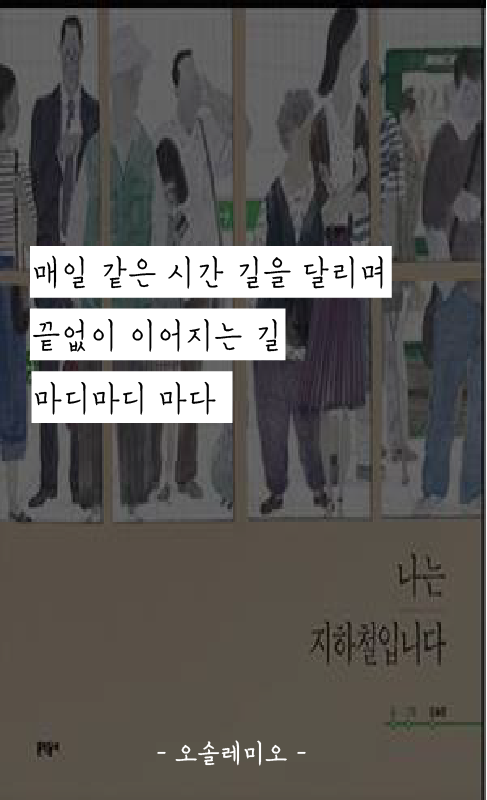 매일 같은 시간 길을 달리며
끝없이 이어지는 길
마디마디 마다
나는
지하철입니다
- 오솔레미오 -